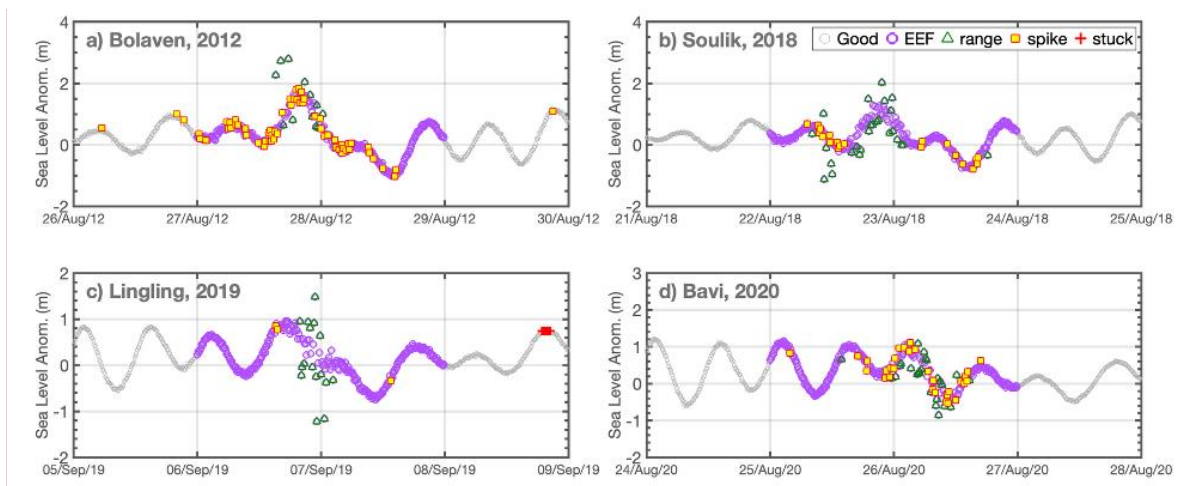 a) Bolaven, 2012
Sea Level Anom. (m)
4
2
0
-2
26/Aug/12 27/Aug/12 28/Aug/12 29/Aug/12 30/Aug/12
b) Soulik, 2018
Good EEF range spike stuck
Sea Level Anom. (m)
4
2
0
-2
21/Aug/18 22/Aug/18 23/Aug/18 24/Aug/18 25/Aug/18
c) Lingling, 2019
Sea Level Anom. (m)
2
1
0
-1
-2
05/Sep/19 06/Sep/19 07/Sep/19 08/Sep/19 09/Sep/19
d) Bavi, 2020
Sea Level Anom. (m)
3
2
1
0
-1
-2
24/Aug/20 25/Aug/20 26/Aug/20 27/Aug/20 28/Aug/20